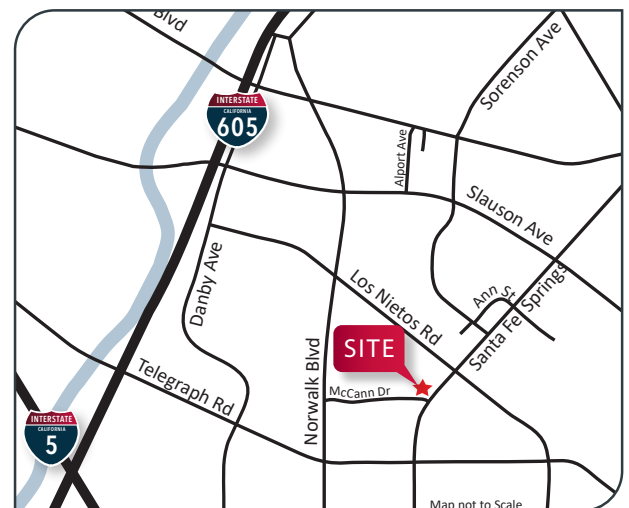 Blvd
Sorenson Ave
INTERSTATE
CALIFORNIA
605
Alport Ave
Slauson Ave
Danby Ave
Los Nietos Rd
Ann St
Santa Fe Springs
SITE
Norwalk Blvd
Telegraph Rd
McCann Dr
INTERSTATE
CALIFORNIA
5
Map not to Scale